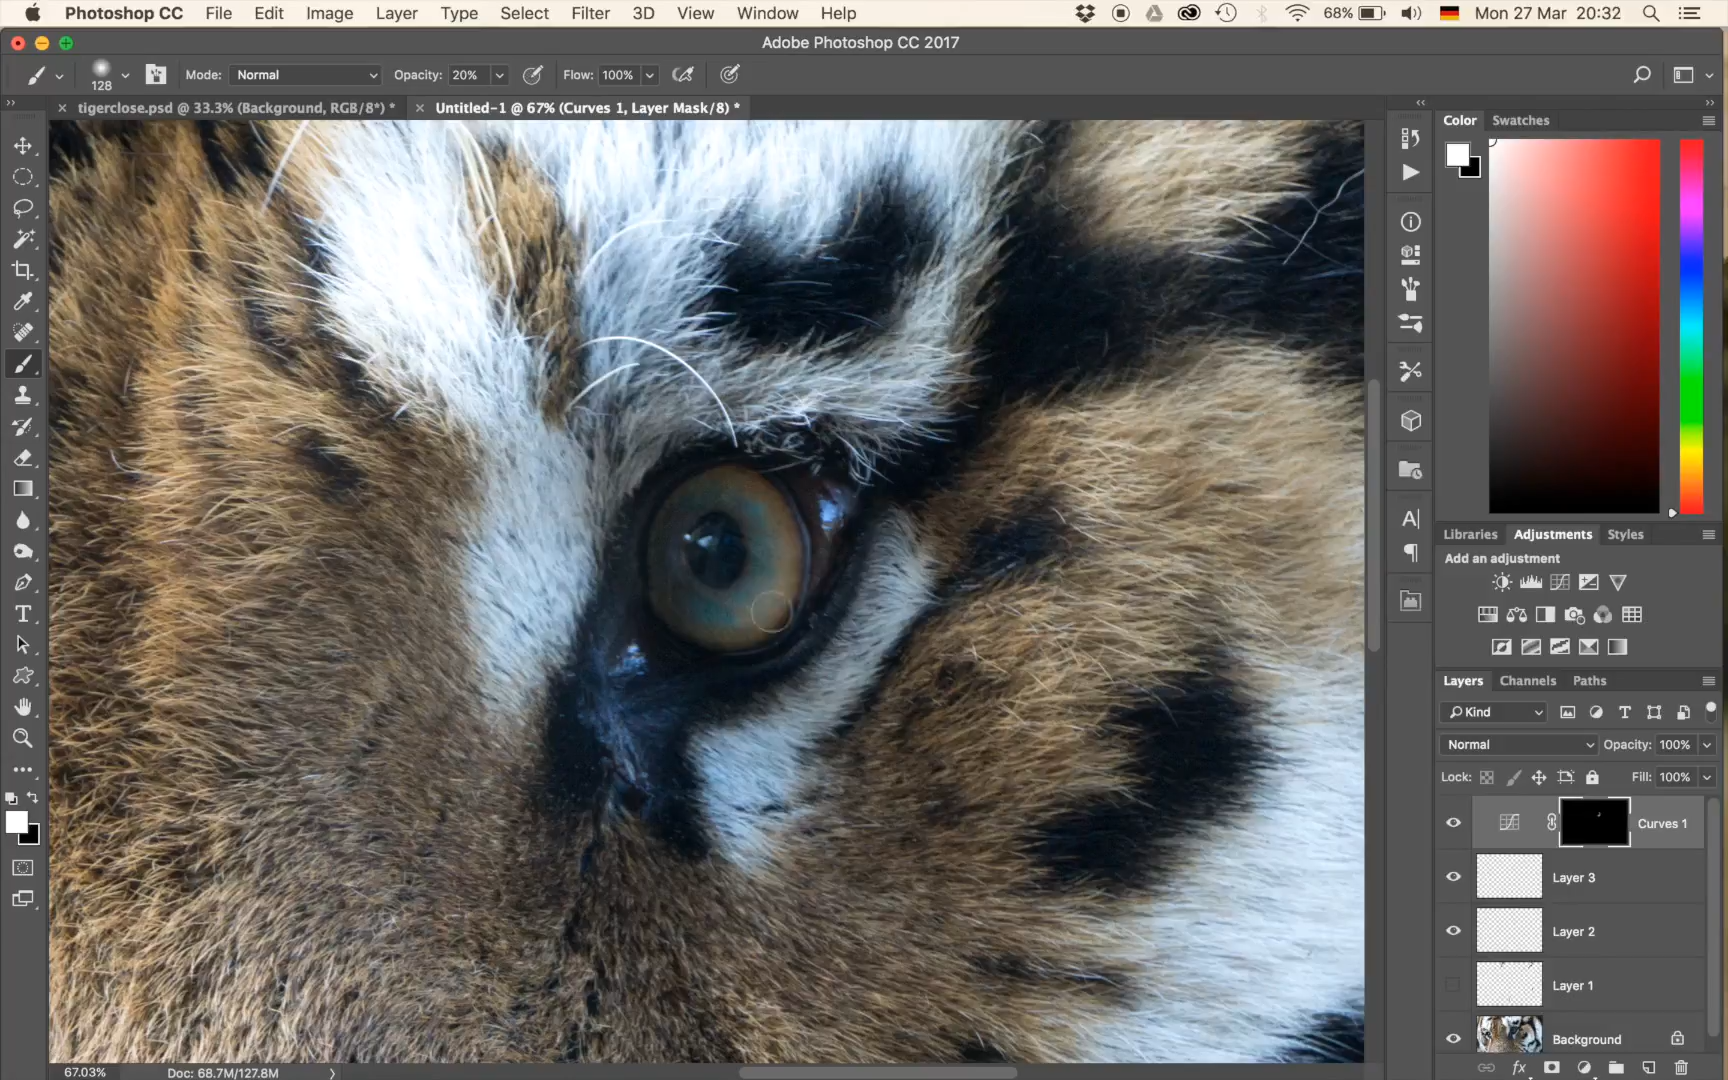 Photoshop CC File Edit Image Layer Type Select Filter 3D View Window Help 68% Mon 27 Mar 20:32
Adobe Photoshop CC 2017
128 Mode: Normal Opacity: 20% Flow: 100%
tigerclose.psd @ 33.3% (Background, RGB/8*) * Untitled-1 @ 67% (Curves 1, Layer Mask/8) *
Color Swatches
Libraries Adjustments Styles
Add an adjustment
Layers Channels Paths
Kind
Normal Opacity: 100%
Lock: Fill: 100%
Curves 1
Layer 3
Layer 2
Layer 1
Background
67.03% Doc: 68.7M/127.8M